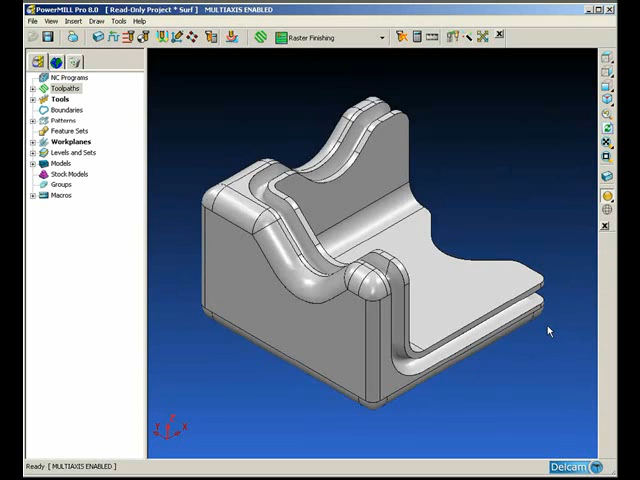 PowerMILL Pro 8.0    [ Read-Only Project * Surf ]    MULTIAXIS ENABLED
File View Insert Draw Tools Help
Raster Finishing
NC Programs
Toolpaths
Tools
Boundaries
Patterns
Feature Sets
Workplanes
Levels and Sets
Models
Stock Models
Groups
Macros
Z
Y X
Ready [ MULTIAXIS ENABLED ]
Delcam